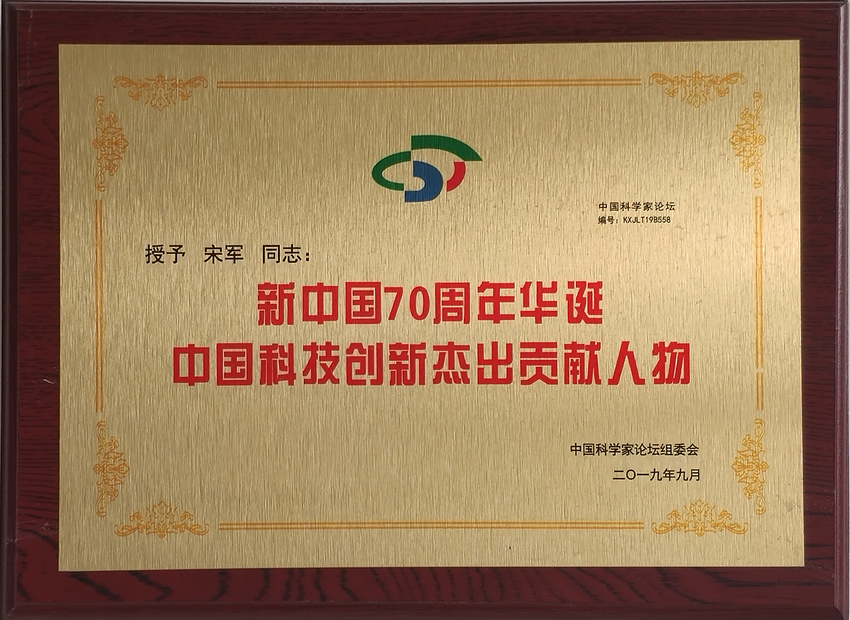 中国科学家论坛
编号：KXJLT19B558
授予 宋军 同志：
新中国70周年华诞
中国科技创新杰出贡献人物
中国科学家论坛组委会
二〇一九年九月